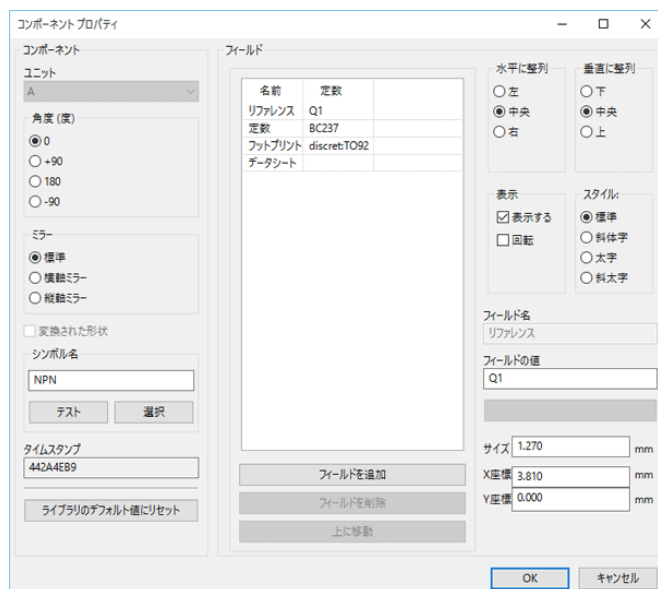 コンポーネント プロパティ
コンポーネント
ユニット
A
角度 (度)
0
+90
180
-90
ミラー
標準
横軸ミラー
縦軸ミラー
変換された形状
シンボル名
NPN
テスト
選択
タイムスタンプ
442A4EB9
ライブラリのデフォルト値にリセット
フィールド
名前 定数
リファレンス Q1
定数 BC237
フットプリント discret:TO92
データシート
フィールドを追加
フィールドを削除
上に移動
水平に整列
左
中央
右
垂直に整列
下
中央
上
表示
表示する
回転
スタイル:
標準
斜体字
太字
斜太字
フィールド名
リファレンス
フィールドの値
Q1
サイズ 1.270 mm
X座標 3.810 mm
Y座標 0.000 mm
OK
キャンセル